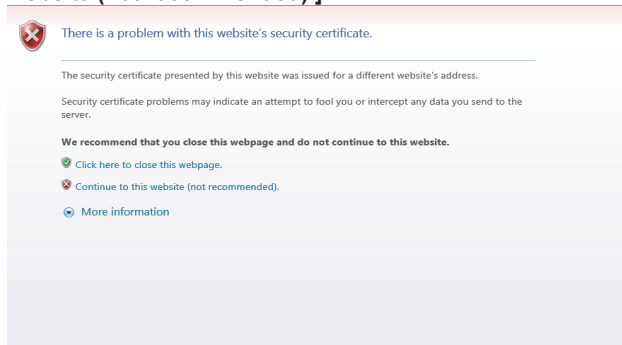 There is a problem with this website's security certificate.
The security certificate presented by this website was issued for a different website's address.
Security certificate problems may indicate an attempt to fool you or intercept any data you send to the
server.
We recommend that you close this webpage and do not continue to this website.
Click here to close this webpage.
Continue to this website (not recommended).
More information